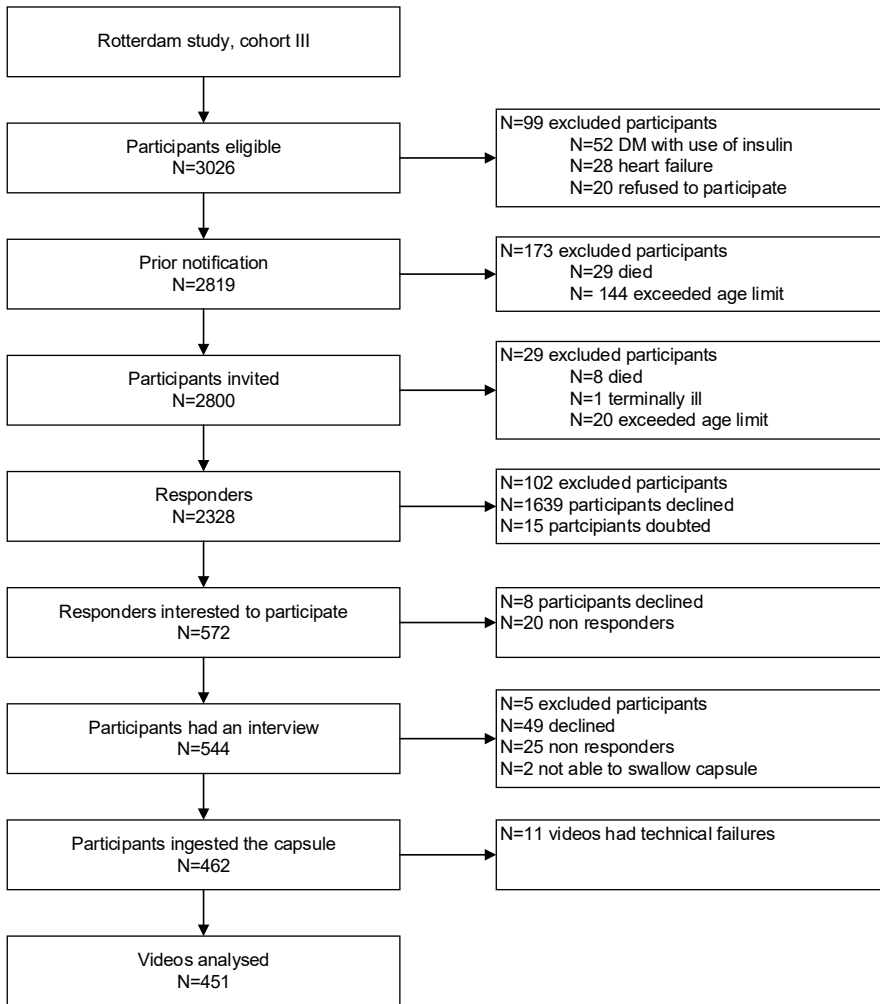 Rotterdam study, cohort III
Participants eligible
N=3026
N=99 excluded participants
N=52 DM with use of insulin
N=28 heart failure
N=20 refused to participate
Prior notification
N=2819
N=173 excluded participants
N=29 died
N= 144 exceeded age limit
Participants invited
N=2800
N=29 excluded participants
N=8 died
N=1 terminally ill
N=20 exceeded age limit
Responders
N=2328
N=102 excluded participants
N=1639 participants declined
N=15 partcipiants doubted
Responders interested to participate
N=572
N=8 participants declined
N=20 non responders
Participants had an interview
N=544
N=5 excluded participants
N=49 declined
N=25 non responders
N=2 not able to swallow capsule
Participants ingested the capsule
N=462
N=11 videos had technical failures
Videos analysed
N=451